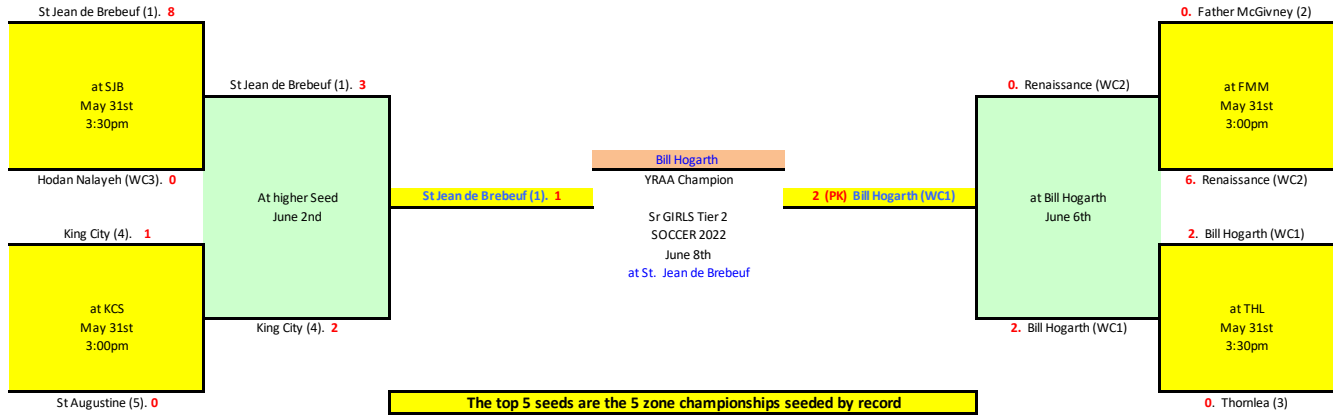 St Jean de Brebeuf (1). 8
at SJB
May 31st
3:30pm
Hodan Nalayeh (WC3). 0
King City (4). 1
at KCS
May 31st
3:00pm
St Augustine (5). 0
St Jean de Brebeuf (1). 3
At higher Seed
June 2nd
King City (4). 2
St Jean de Brebeuf (1). 1
Bill Hogarth
YRAA Champion
Sr GIRLS Tier 2
SOCCER 2022
June 8th
at St. Jean de Brebeuf
2 (PK) Bill Hogarth (WC1)
0. Renaissance (WC2)
at Bill Hogarth
June 6th
2. Bill Hogarth (WC1)
0. Father McGivney (2)
at FMM
May 31st
3:00pm
6. Renaissance (WC2)
2. Bill Hogarth (WC1)
at THL
May 31st
3:30pm
0. Thornlea (3)
The top 5 seeds are the 5 zone championships seeded by record